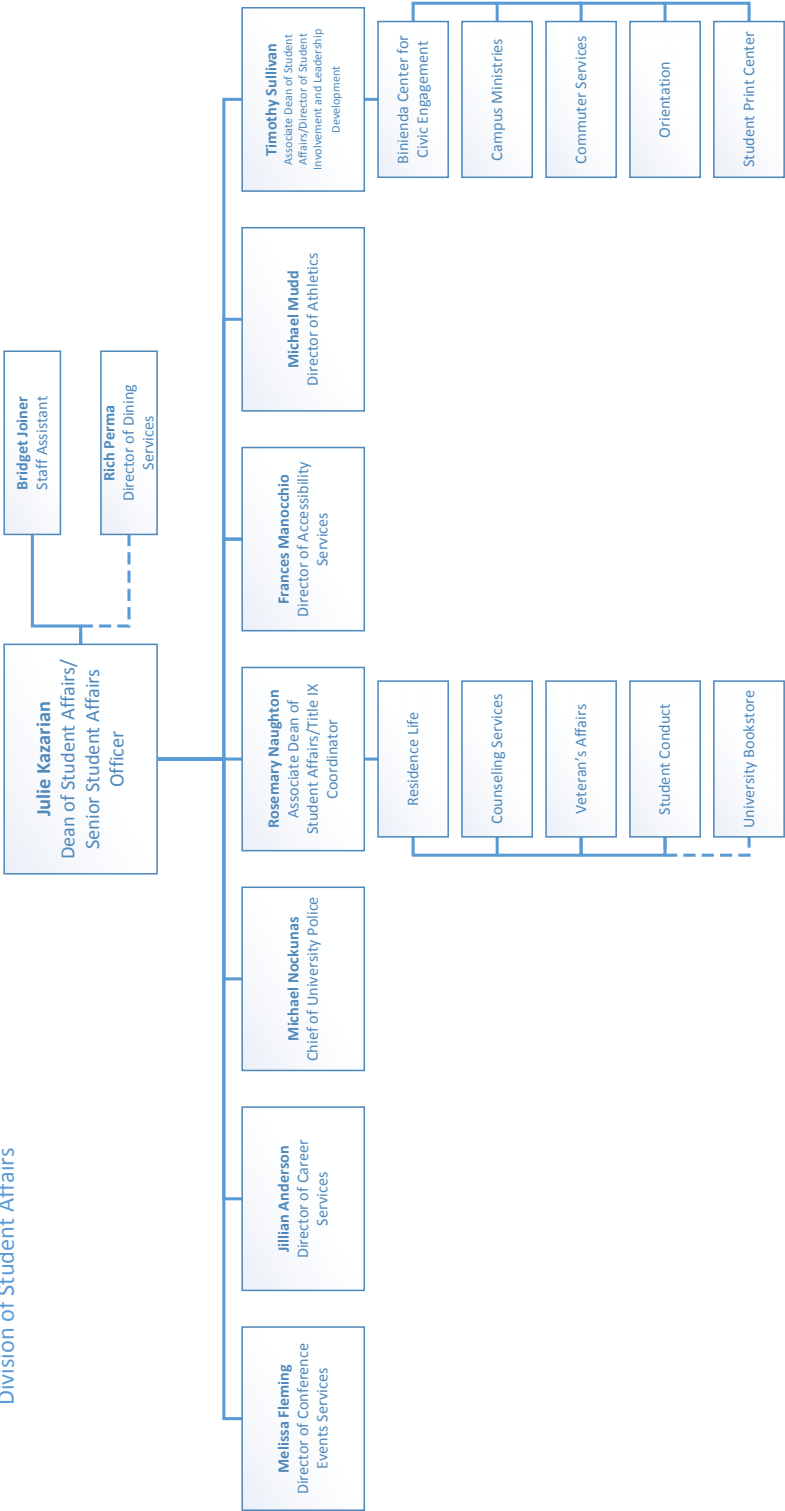 Division of Student Affairs
Julie Kazarian
Dean of Student Affairs/
Senior Student Affairs
Officer
Bridget Joiner
Staff Assistant
Rich Perma
Director of Dining
Services
Melissa Fleming
Director of Conference
Events Services
Jillian Anderson
Director of Career
Services
Michael Nockunas
Chief of University Police
Rosemary Naughton
Associate Dean of
Student Affairs/Title IX
Coordinator
Frances Manocchio
Director of Accessibility
Services
Michael Mudd
Director of Athletics
Timothy Sullivan
Associate Dean of Student
Affairs/Director of Student
Involvement and Leadership
Development
Residence Life
Counseling Services
Veteran’s Affairs
Student Conduct
University Bookstore
Binienda Center for
Civic Engagement
Campus Ministries
Commuter Services
Orientation
Student Print Center